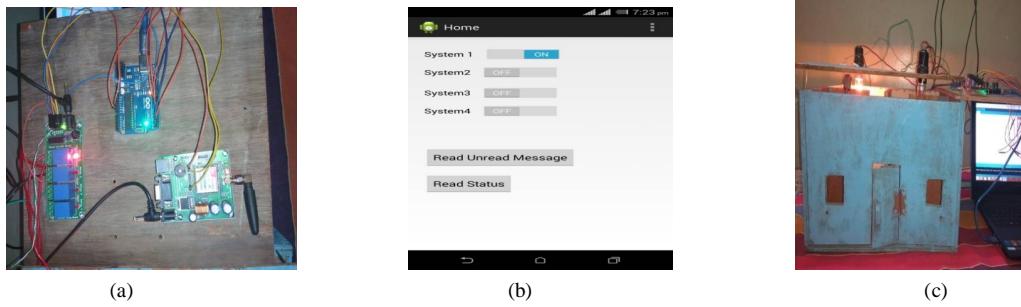 7:23 pm
Home
System 1 ON
System2 OFF
System3 OFF
System4 OFF
Read Unread Message
Read Status
(a) (b) (c)